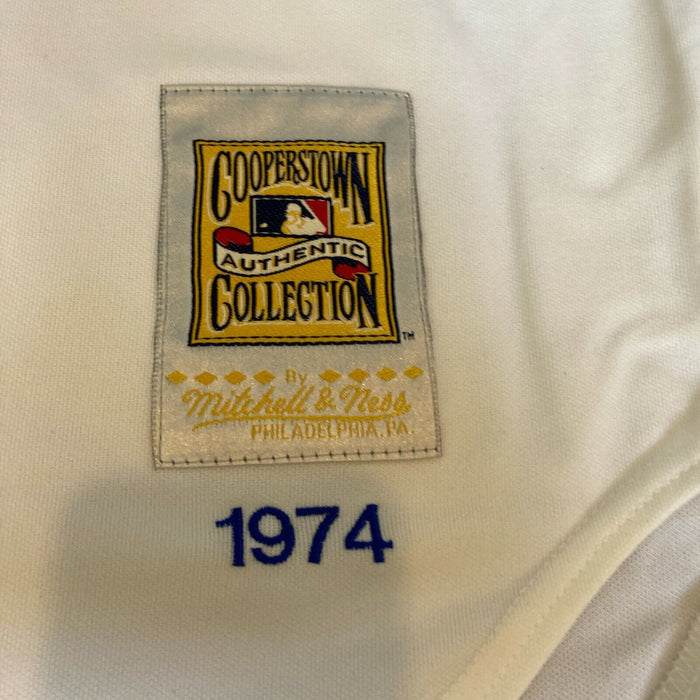 COOPERSTOWN
AUTHENTIC
COLLECTION
TM
By
Mitchell & Ness
PHILADELPHIA, PA.
1974